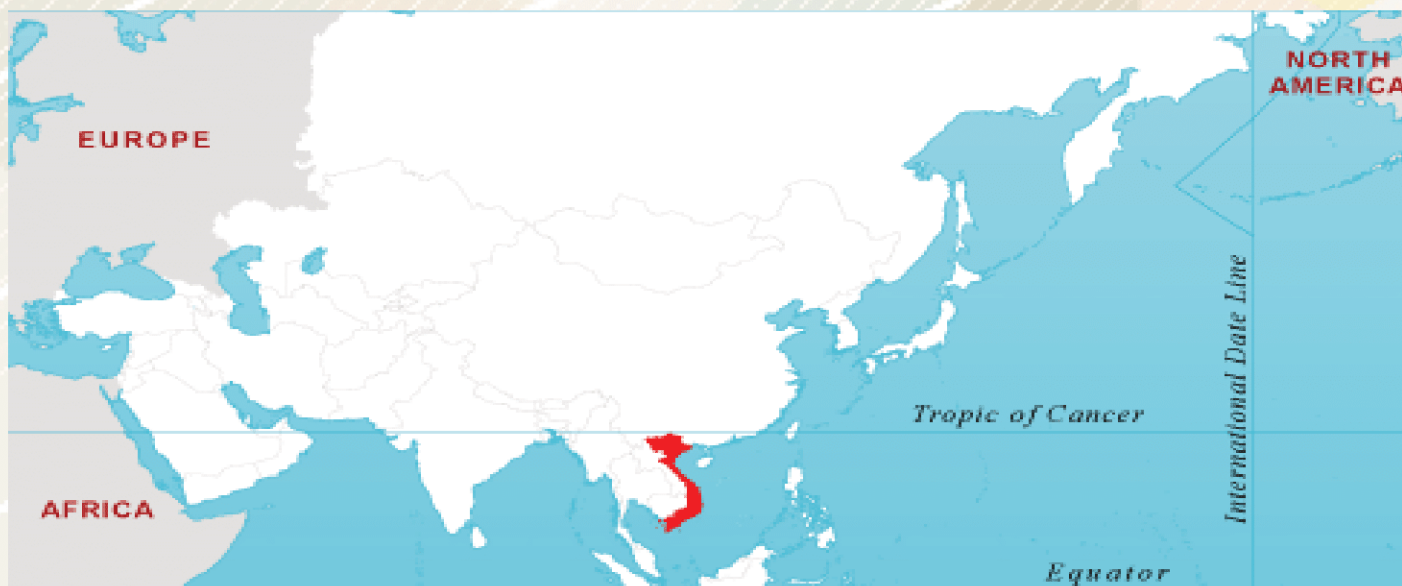 NORTH
AMERICA
EUROPE
International Date Line
Tropic of Cancer
AFRICA
Equator